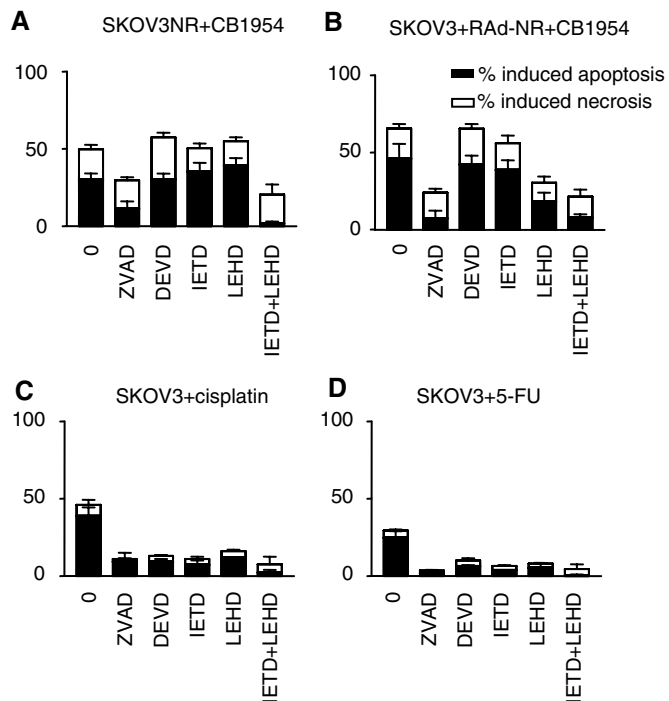 A
SKOV3NR+CB1954
100
50
0
0
ZVAD
DEVD
IETD
LEHD
IETD+LEHD
B
SKOV3+RAd-NR+CB1954
% induced apoptosis
% induced necrosis
100
50
0
0
ZVAD
DEVD
IETD
LEHD
IETD+LEHD
C
SKOV3+cisplatin
100
50
0
0
ZVAD
DEVD
IETD
LEHD
IETD+LEHD
D
SKOV3+5-FU
100
50
0
0
ZVAD
DEVD
IETD
LEHD
IETD+LEHD